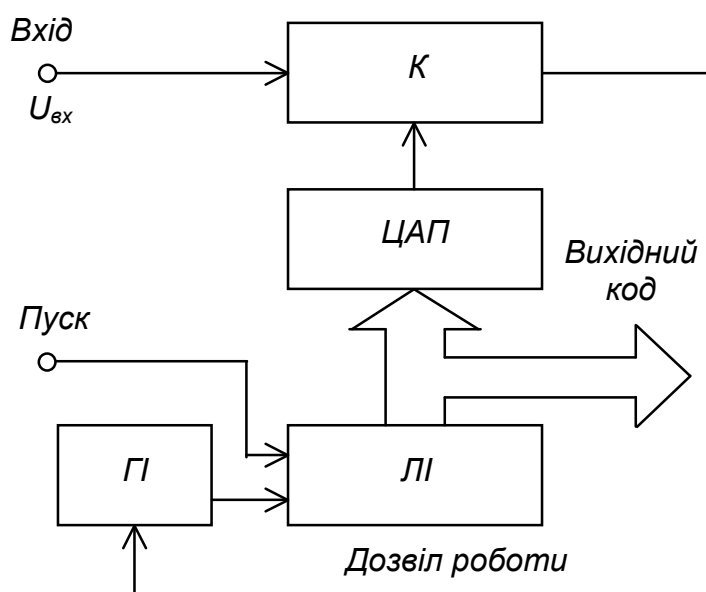 Вхід
К
Uвх
ЦАП
Вихідний
код
Пуск
ГІ
ЛІ
Дозвіл роботи